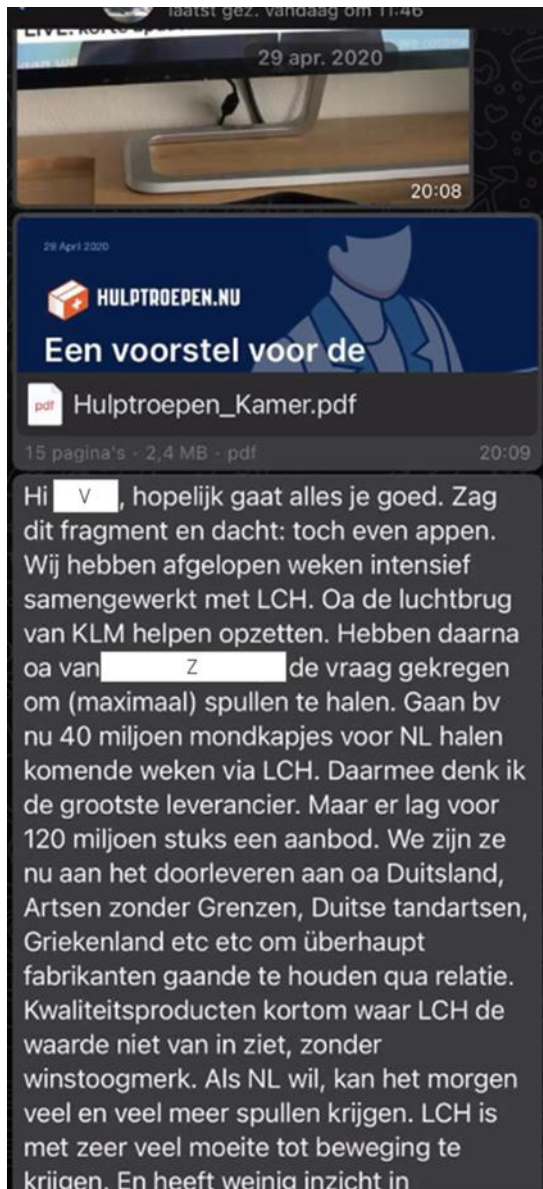 laatst gez. vandaag om 11:46
29 apr. 2020
20:08
28 April 2020
HULPTROEPEN.NU
Een voorstel voor de
pdf Hulptroepen_Kamer.pdf
15 pagina's · 2,4 MB · pdf 20:09
Hi V, hopelijk gaat alles je goed. Zag
dit fragment en dacht: toch even appen.
Wij hebben afgelopen weken intensief
samengewerkt met LCH. Oa de luchtbrug
van KLM helpen opzetten. Hebben daarna
oa van Z de vraag gekregen
om (maximaal) spullen te halen. Gaan bv
nu 40 miljoen mondkapjes voor NL halen
komende weken via LCH. Daarmee denk ik
de grootste leverancier. Maar er lag voor
120 miljoen stuks een aanbod. We zijn ze
nu aan het doorleveren aan oa Duitsland,
Artsen zonder Grenzen, Duitse tandartsen,
Griekenland etc etc om überhaupt
fabrikanten gaande te houden qua relatie.
Kwaliteitsproducten kortom waar LCH de
waarde niet van in ziet, zonder
winstoogmerk. Als NL wil, kan het morgen
veel en veel meer spullen krijgen. LCH is
met zeer veel moeite tot beweging te
krijgen. En heeft weinig inzicht in